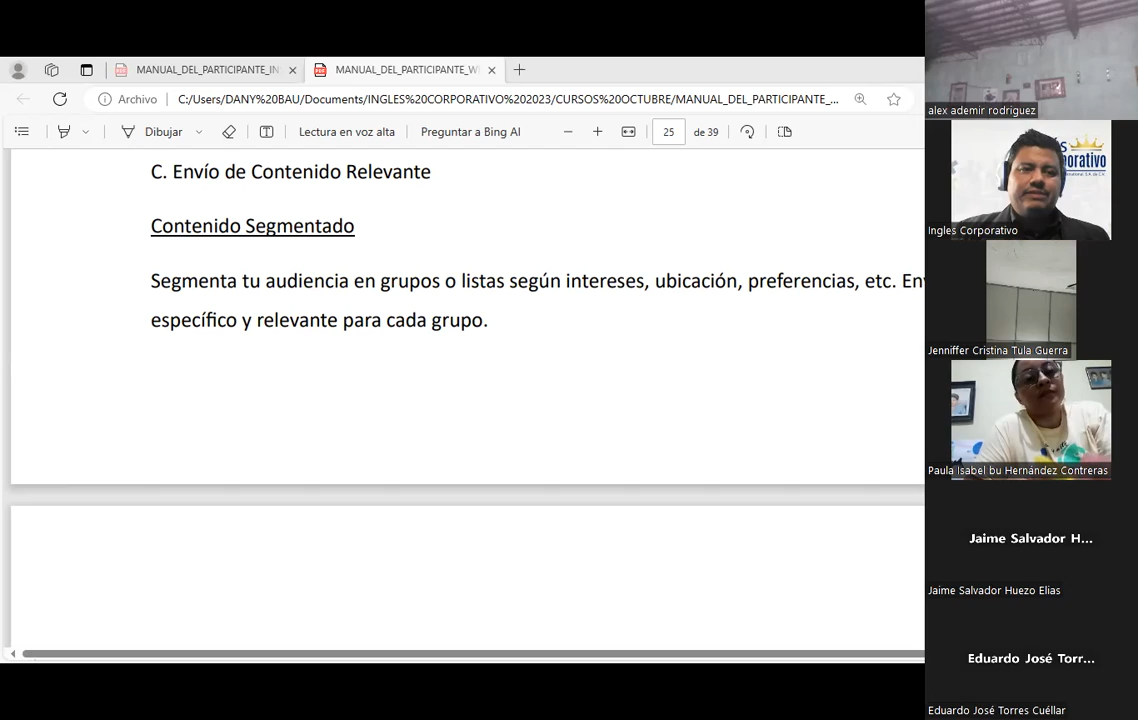 MANUAL_DEL_PARTICIPANTE_IN
MANUAL_DEL_PARTICIPANTE_W
Archivo
C:/Users/DANY%20BAU/Documents/INGLES%20CORPORATIVO%202023/CURSOS%20OCTUBRE/MANUAL_DEL_PARTICIPANTE_...
Dibujar
Lectura en voz alta
Preguntar a Bing AI
25 de 39
C. Envío de Contenido Relevante
Contenido Segmentado
Segmenta tu audiencia en grupos o listas según intereses, ubicación, preferencias, etc.
específico y relevante para cada grupo.
alex ademir rodriguez
Ingles Corporativo
Jenniffer Cristina Tula Guerra
Paula Isabel bu Hernández Contreras
Jaime Salvador H...
Jaime Salvador Huezo Elias
Eduardo José Torr...
Eduardo José Torres Cuéllar